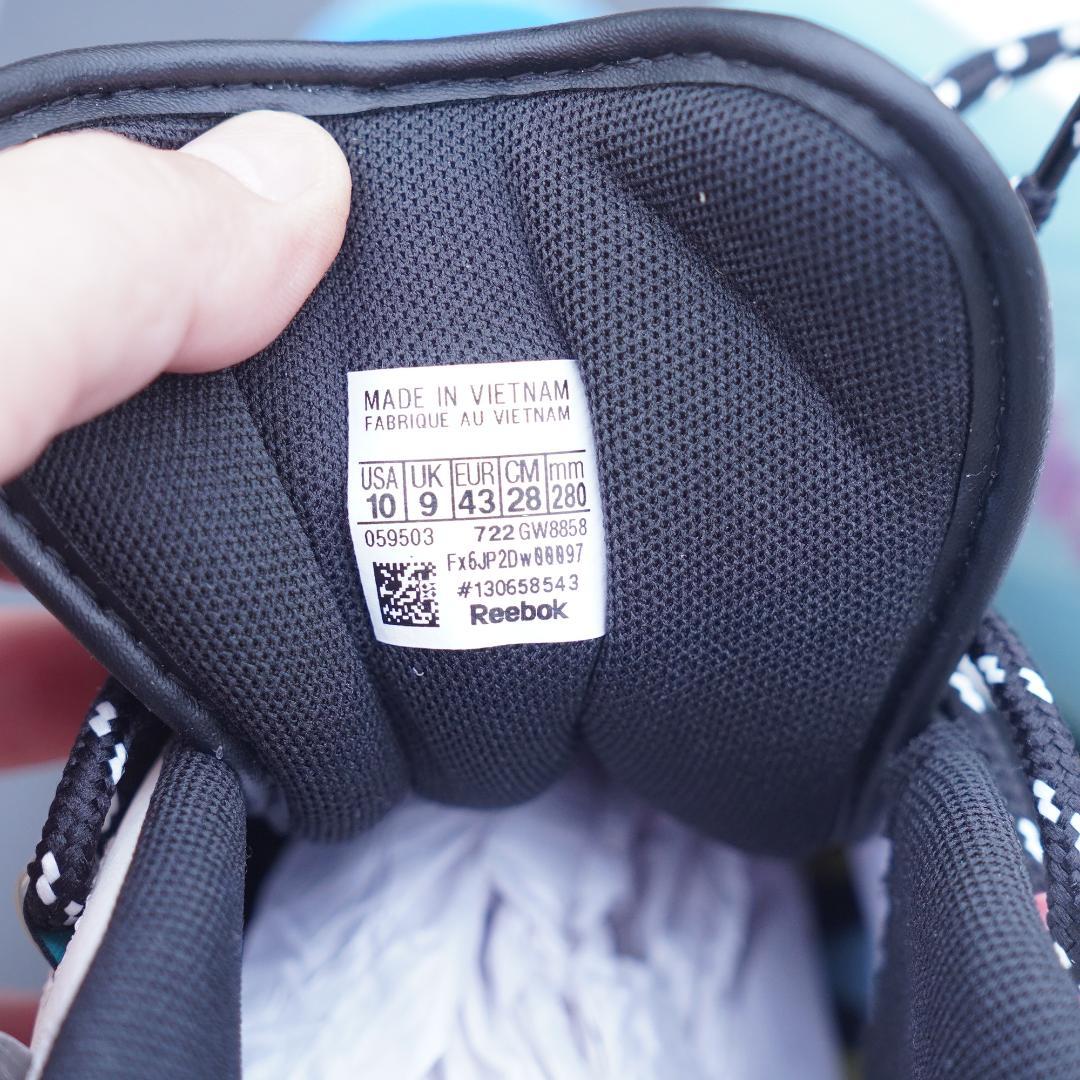 MADE IN VIETNAM
FABRIQUE AU VIETNAM
USA UK EUR CM mm
10 9 43 28 280
059503 722 GW8858
Fx6JP2Dw00097
#130658543
Reebok